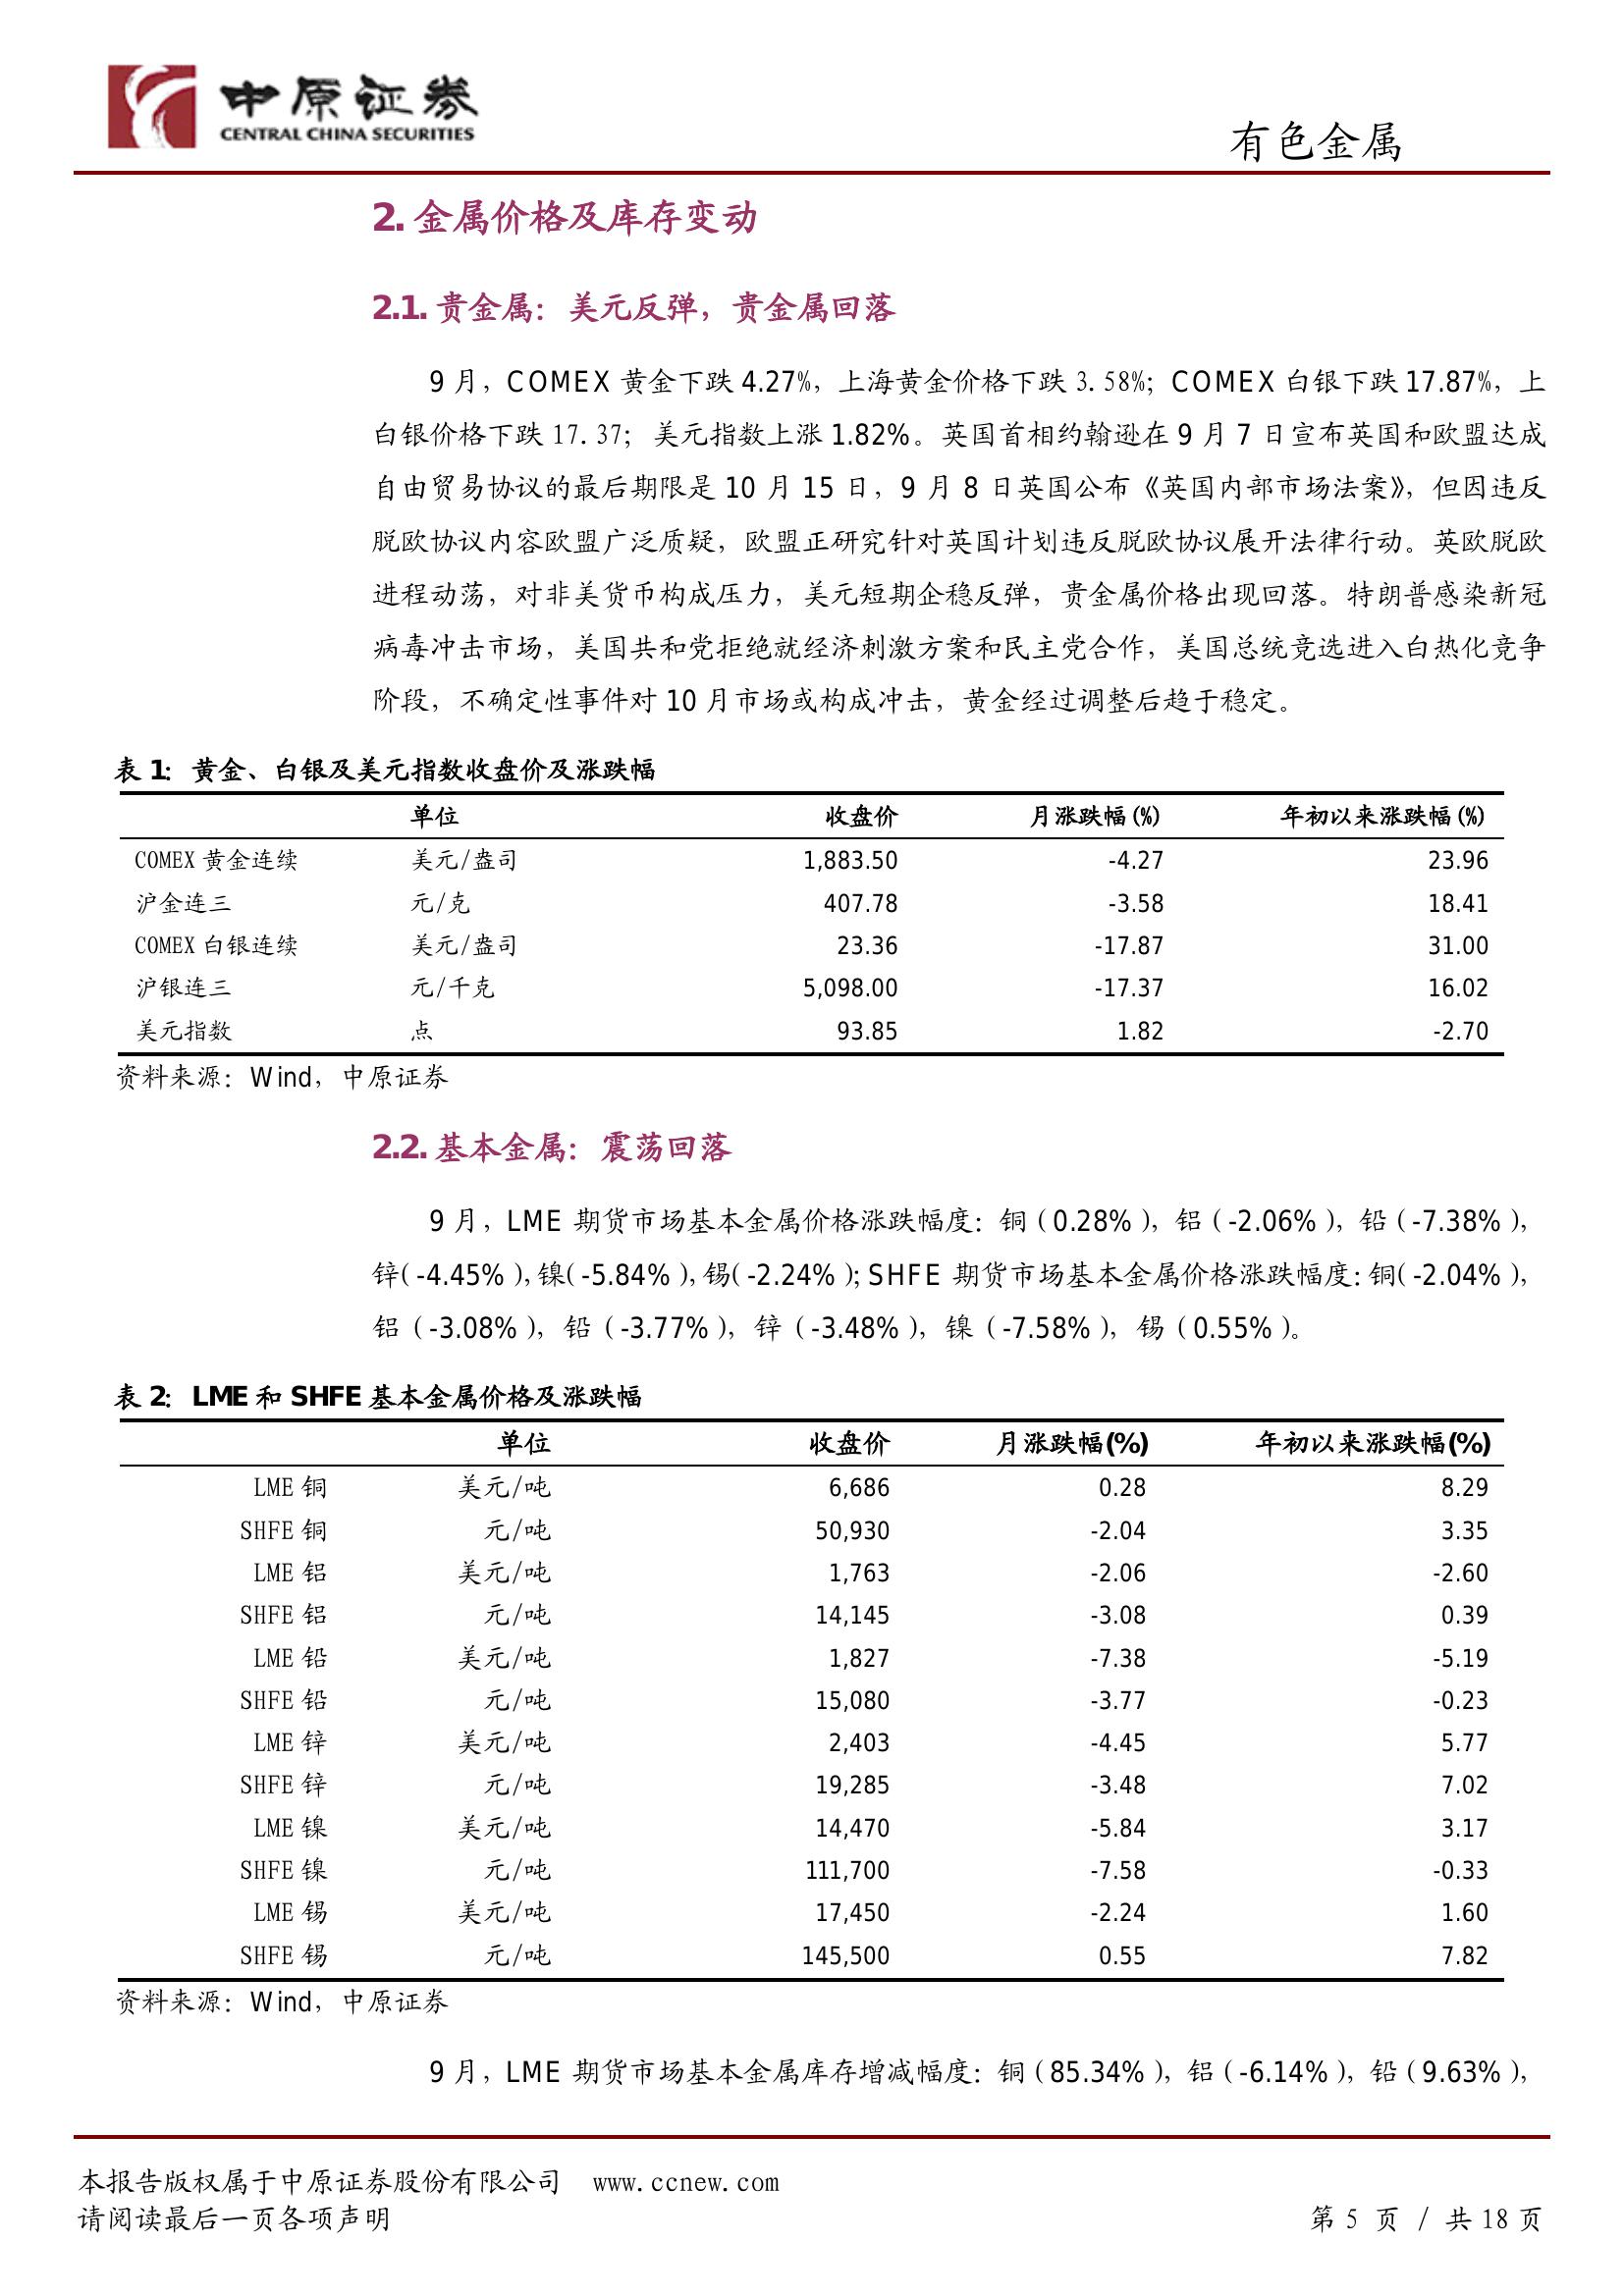 中原证券
CENTRAL CHINA SECURITIES
有色金属
2. 金属价格及库存变动
2.1. 贵金属：美元反弹，贵金属回落
9 月，COMEX 黄金下跌 4.27%，上海黄金价格下跌 3.58%；COMEX 白银下跌 17.87%，上
白银价格下跌 17.37；美元指数上涨 1.82%。英国首相约翰逊在 9 月 7 日宣布英国和欧盟达成
自由贸易协议的最后期限是 10 月 15 日，9 月 8 日英国公布《英国内部市场法案》，但因违反
脱欧协议内容欧盟广泛质疑，欧盟正研究针对英国计划违反脱欧协议展开法律行动。英欧脱欧
进程动荡，对非美货币构成压力，美元短期企稳反弹，贵金属价格出现回落。特朗普感染新冠
病毒冲击市场，美国共和党拒绝就经济刺激方案和民主党合作，美国总统竞选进入白热化竞争
阶段，不确定性事件对 10 月市场或构成冲击，黄金经过调整后趋于稳定。
表 1：黄金、白银及美元指数收盘价及涨跌幅
单位 收盘价 月涨跌幅(%) 年初以来涨跌幅(%)
COMEX 黄金连续 美元/盎司 1,883.50 -4.27 23.96
沪金连三 元/克 407.78 -3.58 18.41
COMEX 白银连续 美元/盎司 23.36 -17.87 31.00
沪银连三 元/千克 5,098.00 -17.37 16.02
美元指数 点 93.85 1.82 -2.70
资料来源：Wind，中原证券
2.2. 基本金属：震荡回落
9 月，LME 期货市场基本金属价格涨跌幅度：铜（0.28%），铝（-2.06%），铅（-7.38%），
锌（-4.45%），镍（-5.84%），锡（-2.24%）；SHFE 期货市场基本金属价格涨跌幅度：铜（-2.04%），
铝（-3.08%），铅（-3.77%），锌（-3.48%），镍（-7.58%），锡（0.55%）。
表 2：LME 和 SHFE 基本金属价格及涨跌幅
单位 收盘价 月涨跌幅(%) 年初以来涨跌幅(%)
LME 铜 美元/吨 6,686 0.28 8.29
SHFE 铜 元/吨 50,930 -2.04 3.35
LME 铝 美元/吨 1,763 -2.06 -2.60
SHFE 铝 元/吨 14,145 -3.08 0.39
LME 铅 美元/吨 1,827 -7.38 -5.19
SHFE 铅 元/吨 15,080 -3.77 -0.23
LME 锌 美元/吨 2,403 -4.45 5.77
SHFE 锌 元/吨 19,285 -3.48 7.02
LME 镍 美元/吨 14,470 -5.84 3.17
SHFE 镍 元/吨 111,700 -7.58 -0.33
LME 锡 美元/吨 17,450 -2.24 1.60
SHFE 锡 元/吨 145,500 0.55 7.82
资料来源：Wind，中原证券
9 月，LME 期货市场基本金属库存增减幅度：铜（85.34%），铝（-6.14%），铅（9.63%），
本报告版权属于中原证券股份有限公司 www.ccnew.com
请阅读最后一页各项声明 第 5 页 / 共 18 页